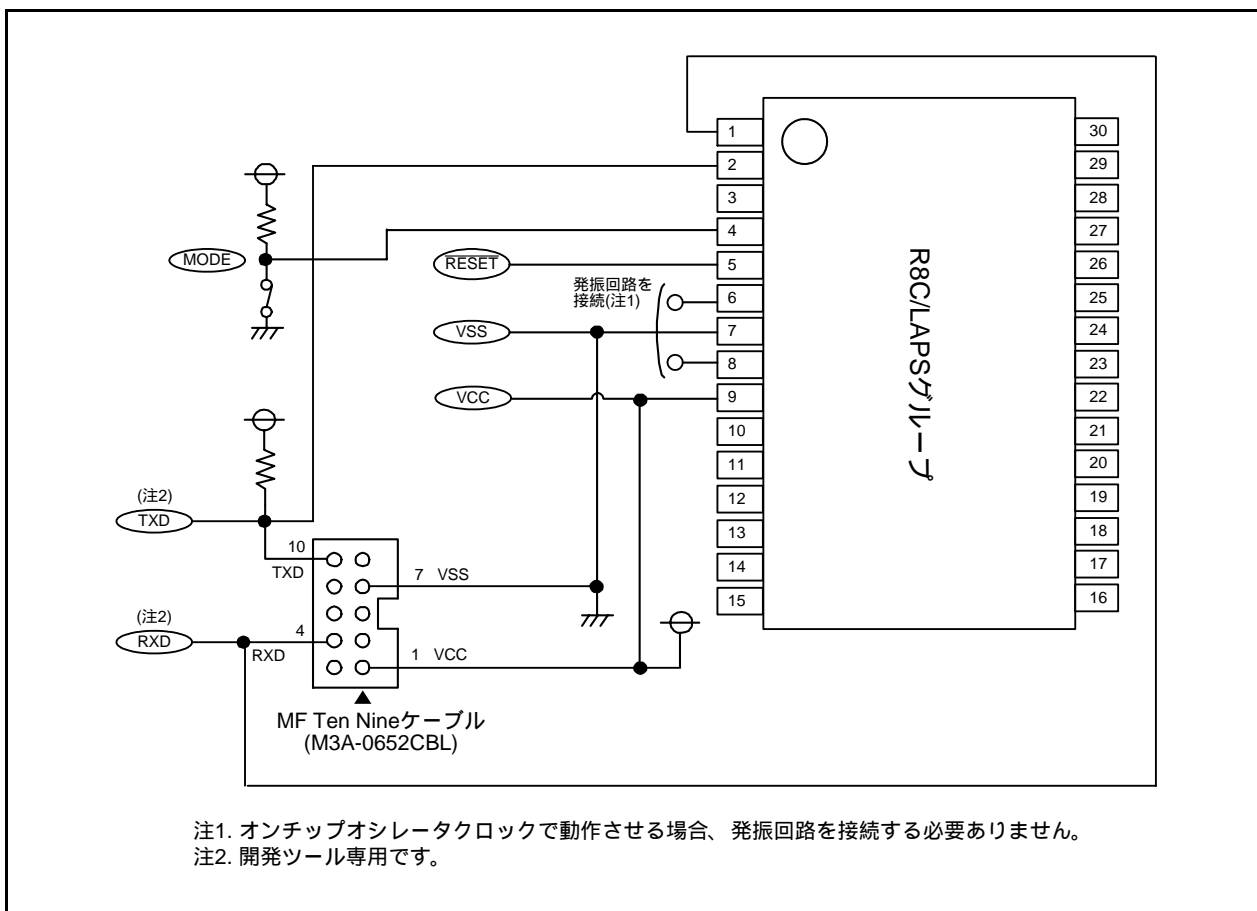 1
2
3
4
5
6
7
8
9
10
11
12
13
14
15
30
29
28
27
26
25
24
23
22
21
20
19
18
17
16
R8C/LAPSグループ
MODE
RESET
発振回路を
接続(注1)
VSS
VCC
(注2)
TXD
10
TXD
7 VSS
(注2)
RXD
4
RXD
1 VCC
MF Ten Nineケーブル
(M3A-0652CBL)
注1. オンチップオシレータクロックで動作させる場合、発振回路を接続する必要ありません。
注2. 開発ツール専用です。